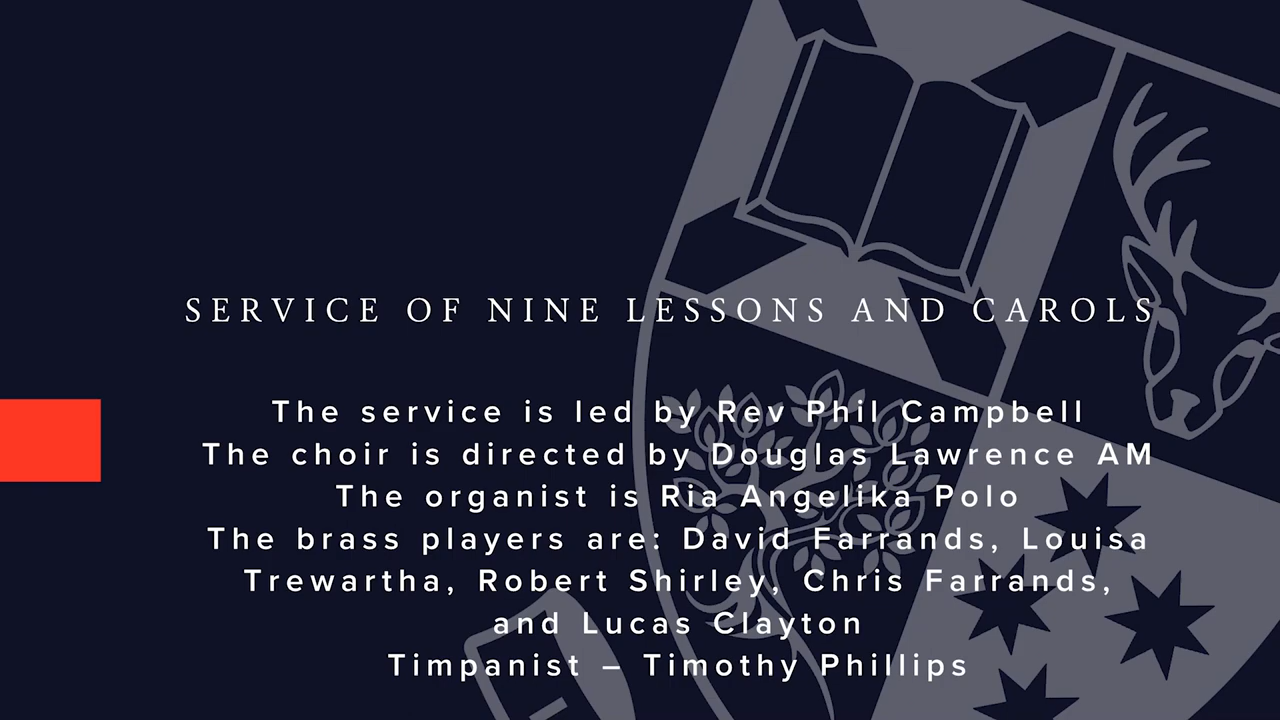 SERVICE OF NINE LESSONS AND CAROLS
The service is led by Rev Phil Campbell
The choir is directed by Douglas Lawrence AM
The organist is Ria Angelika Polo
The brass players are: David Farrands, Louisa
Trewartha, Robert Shirley, Chris Farrands,
and Lucas Clayton
Timpanist – Timothy Phillips